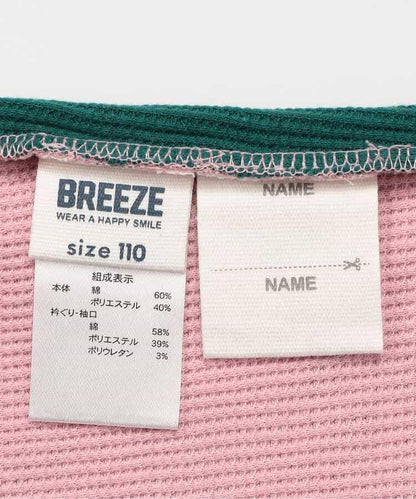 BREEZE
WEAR A HAPPY SMILE
size 110
組成表示
本体 綿 60%
ポリエステル 40%
衿ぐり・袖口
綿 58%
ポリエステル 39%
ポリウレタン 3%
NAME
NAME